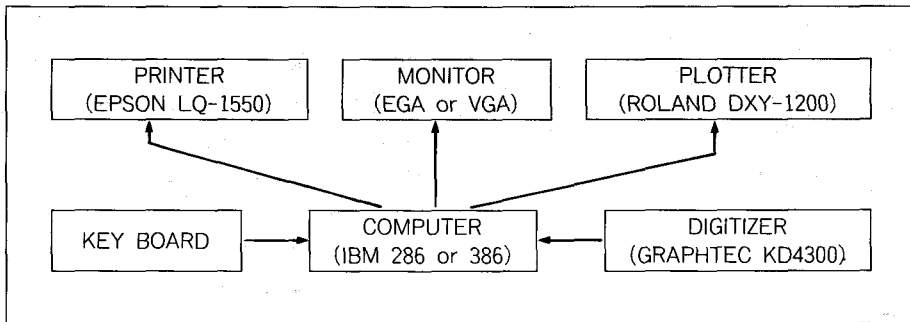 PRINTER
(EPSON LQ-1550)
MONITOR
(EGA or VGA)
PLOTTER
(ROLAND DXY-1200)
KEY BOARD
COMPUTER
(IBM 286 or 386)
DIGITIZER
(GRAPHTEC KD4300)